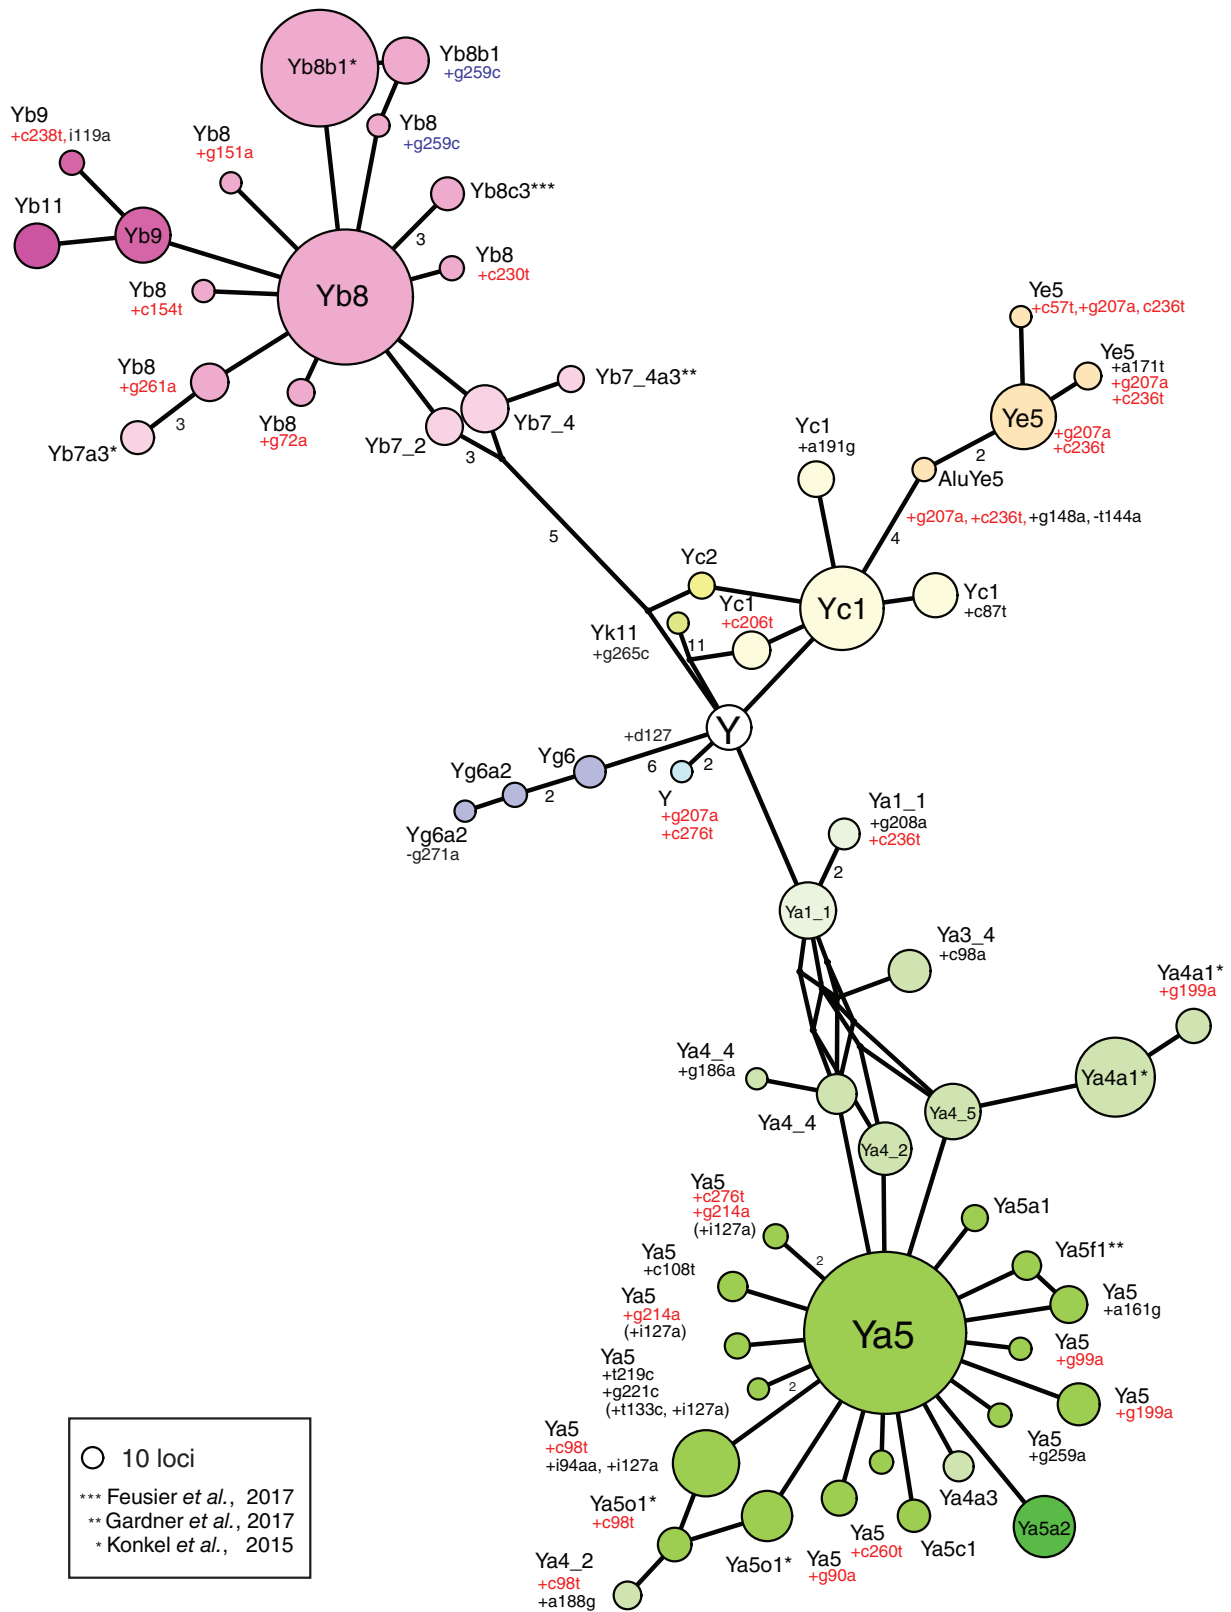 Yb8b1*
Yb8b1
+g259c
Yb8
+g259c
Yb9
+c238t, i119a
Yb8
+g151a
Yb8c3***
3
Yb11
Yb9
Yb8
Yb8
+c230t
Yb8
+c154t
Yb8
+g261a
3
Yb7a3*
Yb8
+g72a
Yb7_2
Yb7_4
Yb7_4a3**
3
5
Ye5
+c57t,+g207a, c236t
Ye5
+a171t
+g207a
+c236t
Ye5
+g207a
+c236t
2
AluYe5
+g207a, +c236t, +g148a, -t144a
4
Yc1
+a191g
Yc2
Yc1
Yc1
+c87t
Yc1
+c206t
Yk11
+g265c
11
Y
+d127
6
2
Y
+g207a
+c276t
Yg6
Yg6a2
2
Yg6a2
-g271a
Ya1_1
+g208a
+c236t
2
Ya1_1
Ya3_4
+c98a
Ya4a1*
+g199a
Ya4a1*
Ya4_4
+g186a
Ya4_4
Ya4_5
Ya4_2
Ya5
+c276t
+g214a
(+i127a)
2
Ya5a1
Ya5f1**
Ya5
+c108t
Ya5
+a161g
Ya5
+g214a
(+i127a)
Ya5
Ya5
+g99a
Ya5
+t219c
+g221c
(+t133c, +i127a)
2
Ya5
+g199a
Ya5
+g259a
Ya5
+c98t
+i94aa, +i127a
Ya4a3
Ya5a2
Ya5o1*
+c98t
Ya5c1
Ya5
+c260t
Ya5
+g90a
Ya5o1*
Ya4_2
+c98t
+a188g
10 loci
*** Feusier et al., 2017
** Gardner et al., 2017
* Konkel et al., 2015